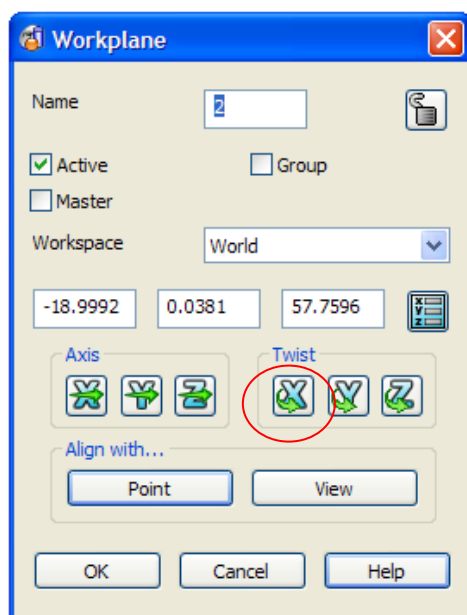 Workplane
Name 2
Active Group
Master
Workspace World
-18.9992 0.0381 57.7596
X
Y
Z
Axis Twist
X Y Z X Y Z
Align with...
Point View
OK Cancel Help